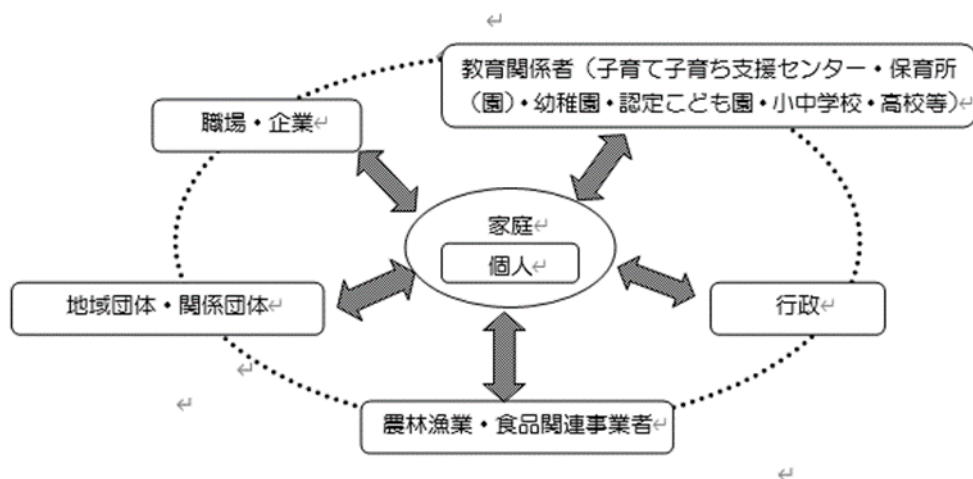 教育関係者（子育て子育ち支援センター・保育所
（園）・幼稚園・認定こども園・小中学校・高校等）
職場・企業
家庭
個人
地域団体・関係団体
行政
農林漁業・食品関連事業者